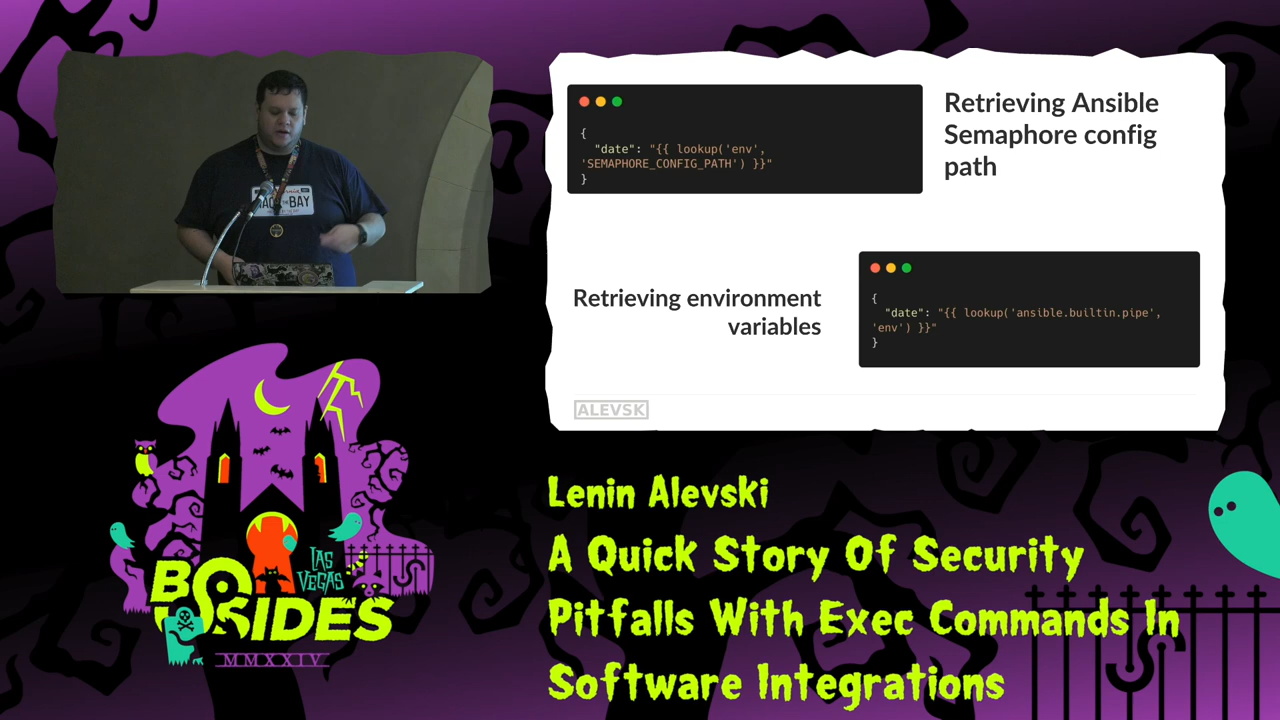 {
"date": "{{ lookup('env',
'SEMAPHORE_CONFIG_PATH') }}"
}
Retrieving Ansible
Semaphore config
path
Retrieving environment
variables
{
"date": "{{ lookup('ansible.builtin.pipe',
'env') }}"
}
ALEVSK
BAY
LAS
VEGAS
BSIDES
MMXXIV
Lenin Alevski
A Quick Story Of Security
Pitfalls With Exec Commands In
Software Integrations